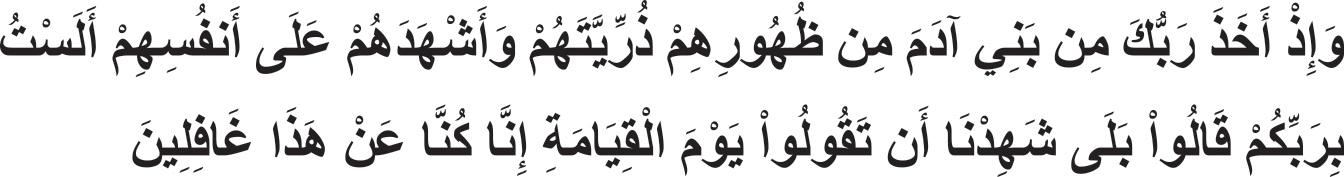 وَإِذْ أَخَذَ رَبُّكَ مِن بَنِي آدَمَ مِن ظُهُورِهِمْ ذُرِّيَّتَهُمْ وَأَشْهَدَهُمْ عَلَى أَنفُسِهِمْ أَلَسْتُ
بِرَبِّكُمْ قَالُواْ بَلَى شَهِدْنَا أَن تَقُولُواْ يَوْمَ الْقِيَامَةِ إِنَّا كُنَّا عَنْ هَذَا غَافِلِينَ